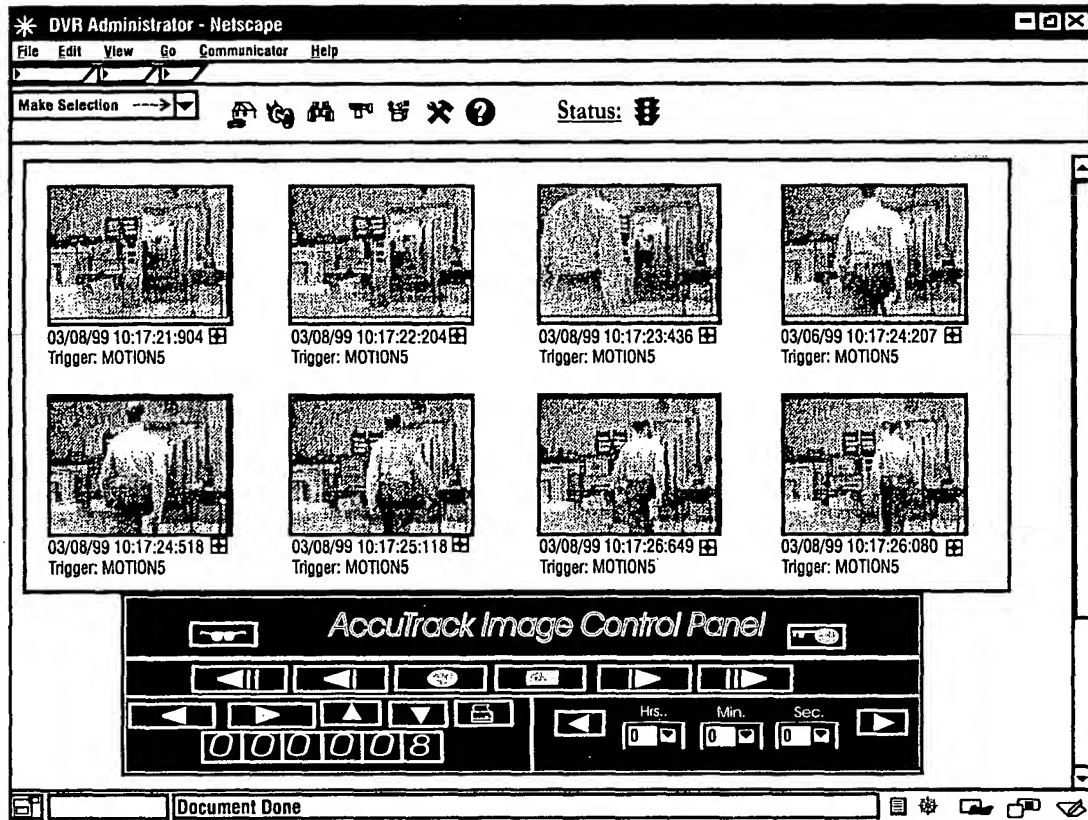 DVR Administrator - Netscape
File Edit View Go Communicator Help
Make Selection ---> Status:
03/08/99 10:17:21:904 03/08/99 10:17:22:204 03/08/99 10:17:23:436 03/06/99 10:17:24:207
Trigger: MOTION5 Trigger: MOTION5 Trigger: MOTION5 Trigger: MOTION5
03/08/99 10:17:24:518 03/08/99 10:17:25:118 03/08/99 10:17:26:649 03/08/99 10:17:26:080
Trigger: MOTION5 Trigger: MOTION5 Trigger: MOTION5 Trigger: MOTION5
AccuTrack Image Control Panel
Hrs.. Min. Sec.
0 0 0
000008
Document Done